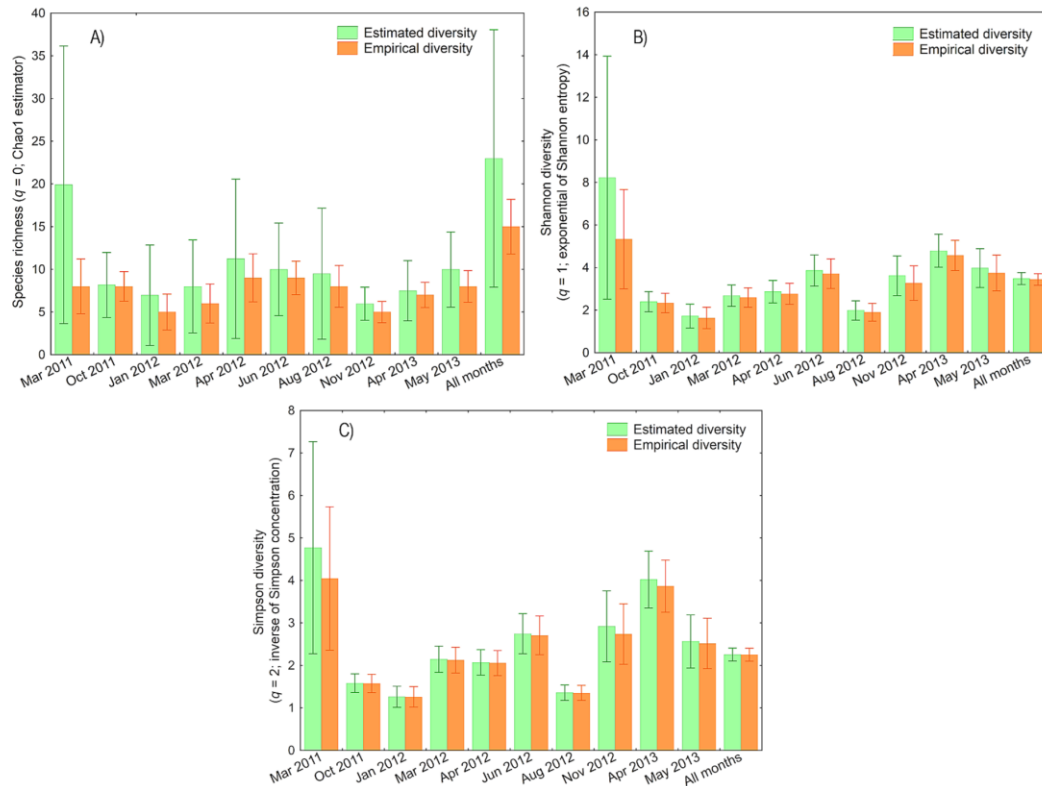 A)
Estimated diversity
Empirical diversity
Species richness (q = 0; Chao1 estimator)
40
35
30
25
20
15
10
5
0
Mar 2011
Oct 2011
Jan 2012
Mar 2012
Apr 2012
Jun 2012
Aug 2012
Nov 2012
Apr 2013
May 2013
All months
B)
Estimated diversity
Empirical diversity
Shannon diversity
(q = 1; exponential of Shannon entropy)
16
14
12
10
8
6
4
2
0
Mar 2011
Oct 2011
Jan 2012
Mar 2012
Apr 2012
Jun 2012
Aug 2012
Nov 2012
Apr 2013
May 2013
All months
C)
Estimated diversity
Empirical diversity
Simpson diversity
(q = 2; inverse of Simpson concentration)
8
7
6
5
4
3
2
1
0
Mar 2011
Oct 2011
Jan 2012
Mar 2012
Apr 2012
Jun 2012
Aug 2012
Nov 2012
Apr 2013
May 2013
All months